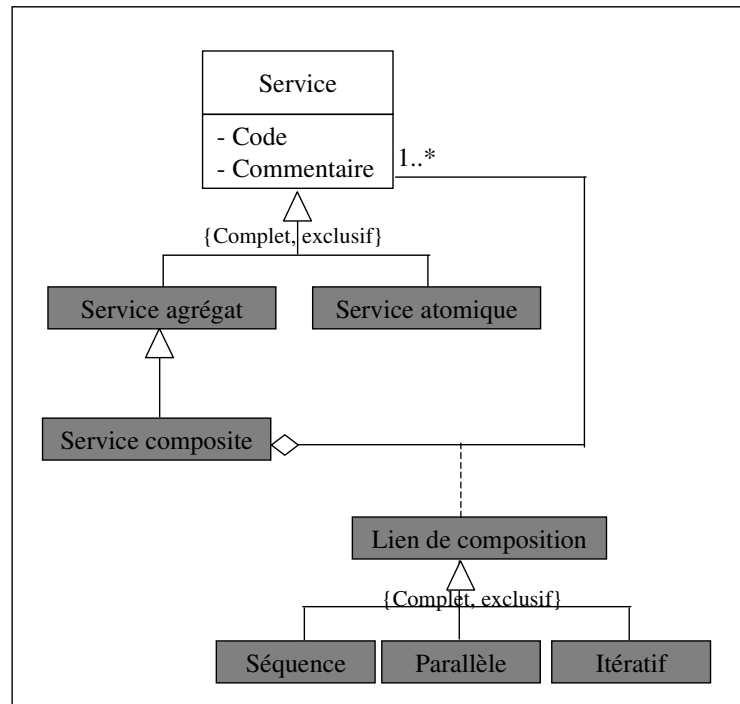 Service
- Code
- Commentaire
1..*
{Complet, exclusif}
Service agrégat
Service atomique
Service composite
Lien de composition
{Complet, exclusif}
Séquence
Parallèle
Itératif